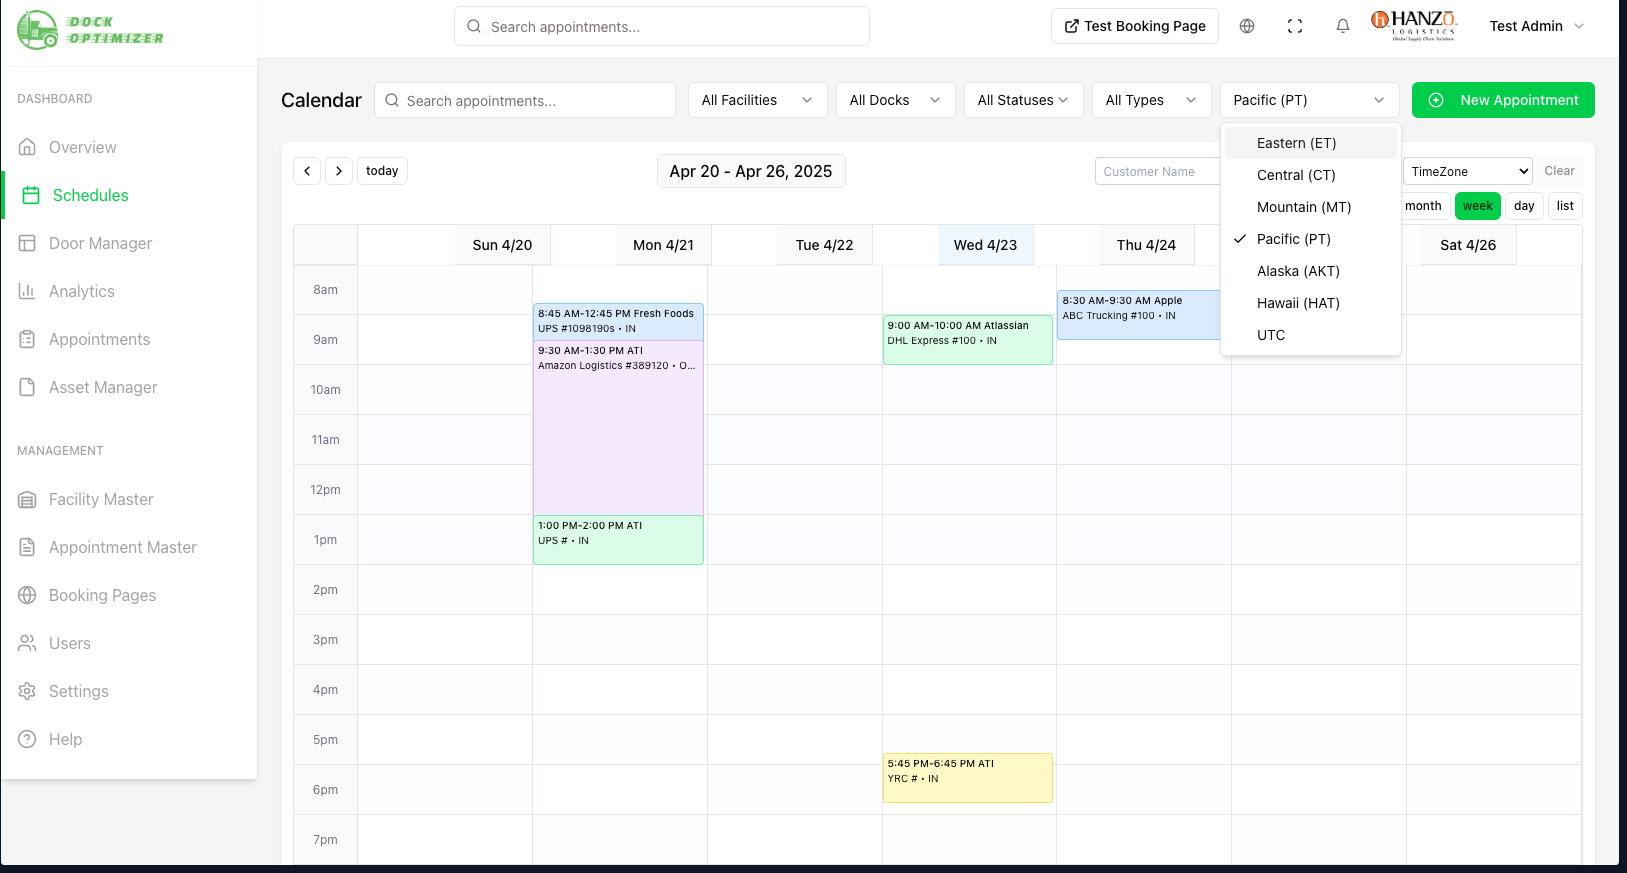 DOCK
OPTIMIZER
Search appointments...
Test Booking Page
HANZO
LOGISTICS
Global Supply Chain Solutions
Test Admin
DASHBOARD
Overview
Schedules
Door Manager
Analytics
Appointments
Asset Manager
MANAGEMENT
Facility Master
Appointment Master
Booking Pages
Users
Settings
Help
Calendar
Search appointments...
All Facilities
All Docks
All Statuses
All Types
Pacific (PT)
New Appointment
Eastern (ET)
Central (CT)
Mountain (MT)
Pacific (PT)
Alaska (AKT)
Hawaii (HAT)
UTC
today
Apr 20 - Apr 26, 2025
Customer Name
TimeZone
Clear
month
week
day
list
Sun 4/20
Mon 4/21
Tue 4/22
Wed 4/23
Thu 4/24
Sat 4/26
8am
9am
10am
11am
12pm
1pm
2pm
3pm
4pm
5pm
6pm
7pm
8:45 AM-12:45 PM Fresh Foods
UPS #1098190s • IN
9:30 AM-1:30 PM ATI
Amazon Logistics #389120 • O...
1:00 PM-2:00 PM ATI
UPS # • IN
9:00 AM-10:00 AM Atlassian
DHL Express #100 • IN
5:45 PM-6:45 PM ATI
YRC # • IN
8:30 AM-9:30 AM Apple
ABC Trucking #100 • IN